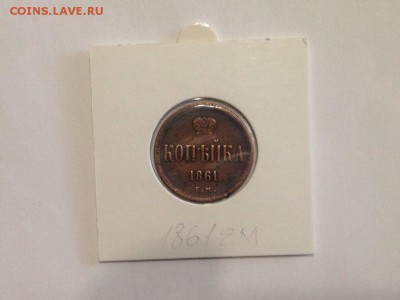 COINS.LAVE.RU
КОПѢЙКА
1861
Е.М.
1861 ЕМ